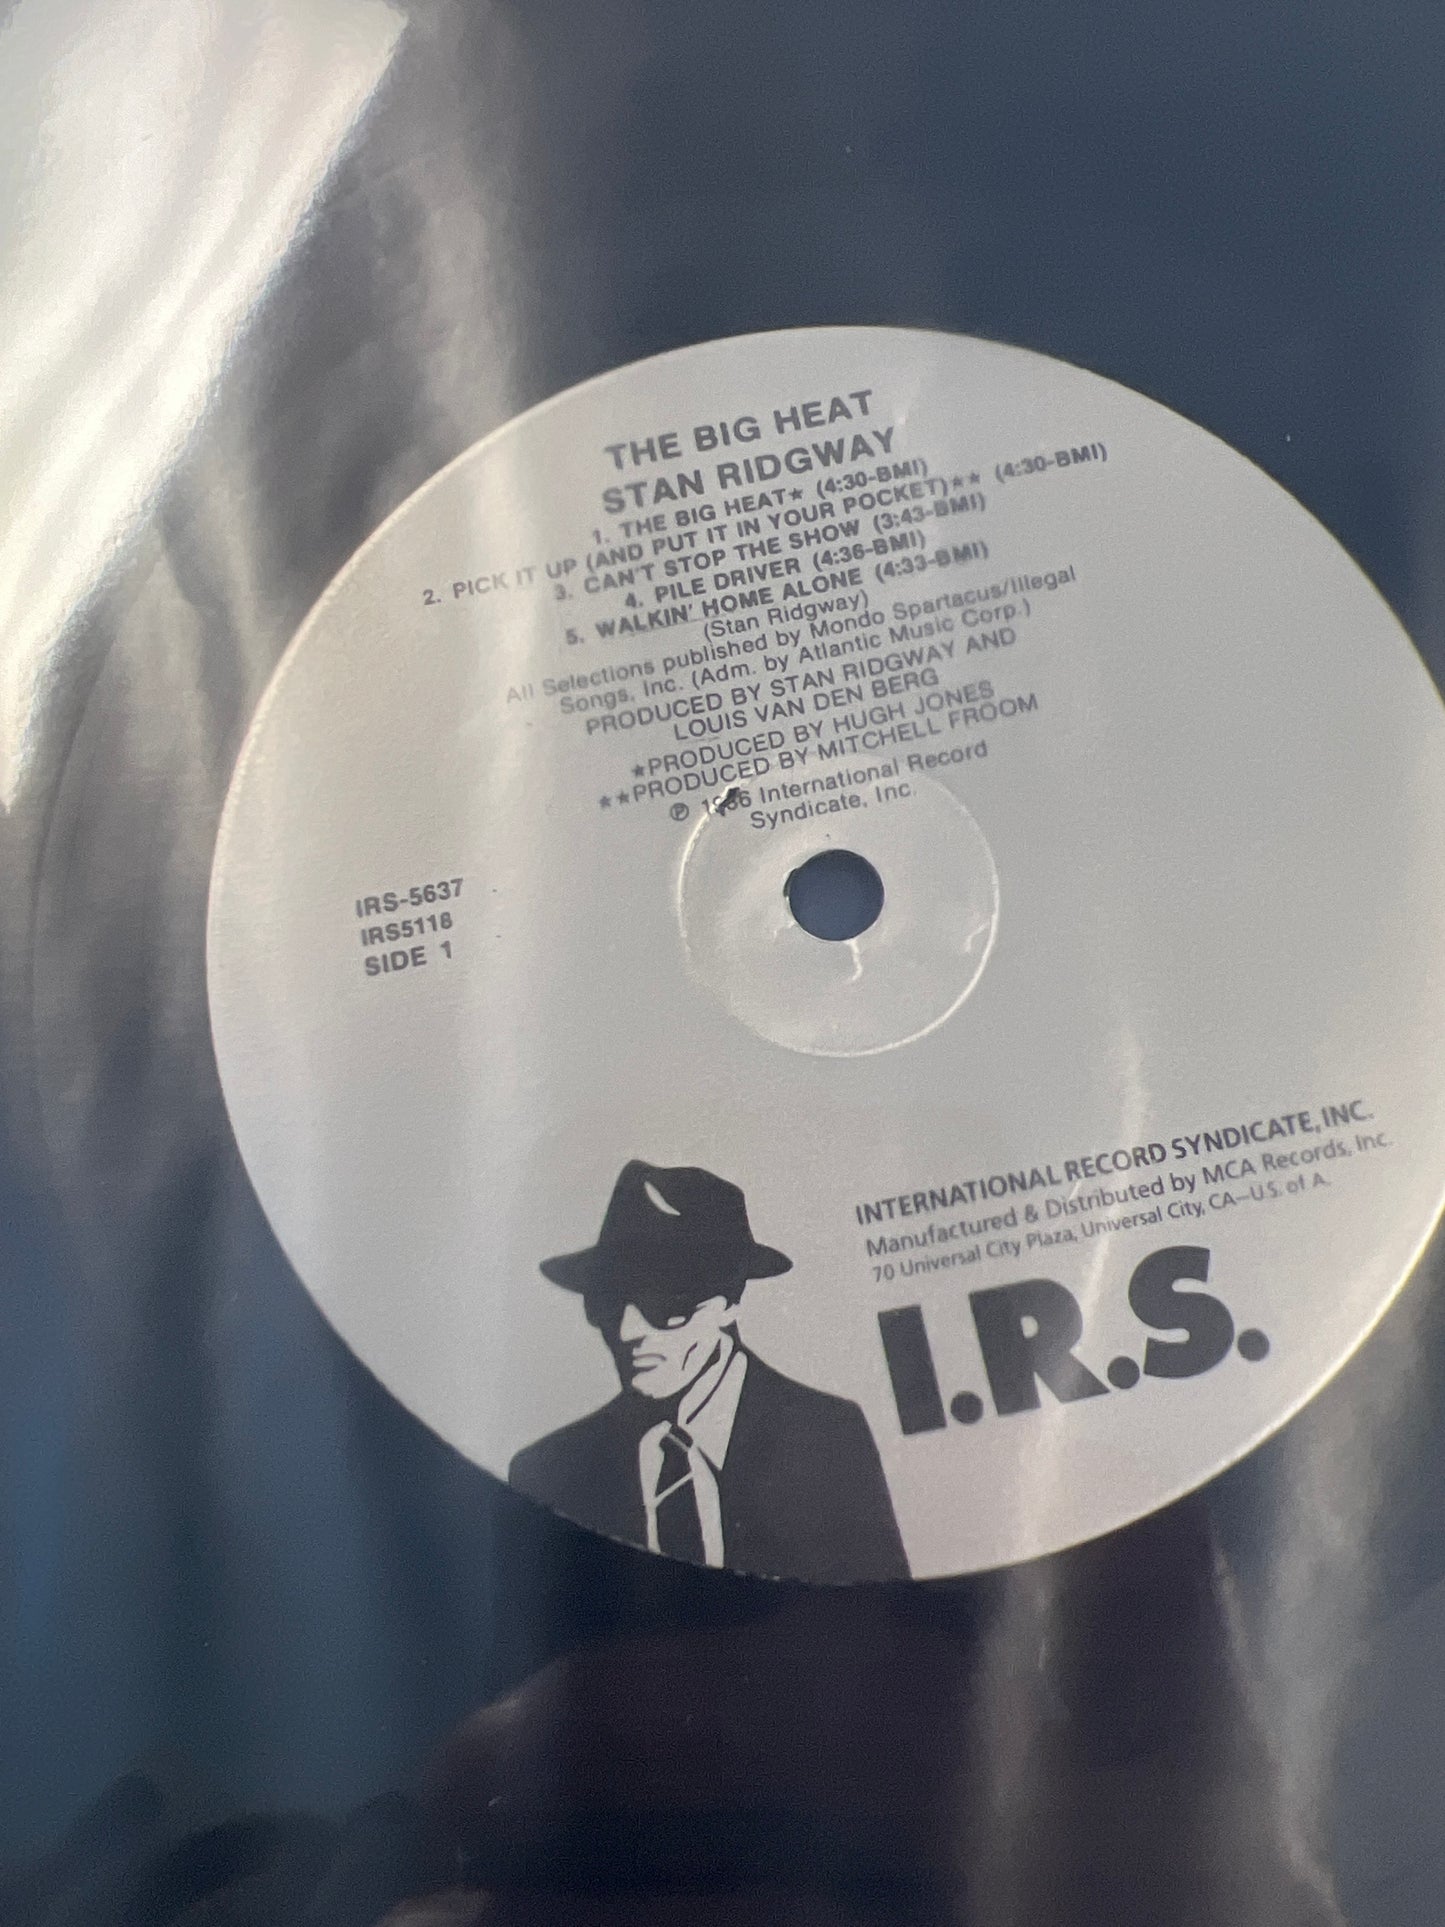 THE BIG HEAT
STAN RIDGWAY
1. THE BIG HEAT★ (4:30-BMI)
2. PICK IT UP (AND PUT IT IN YOUR POCKET)★★ (4:30-BMI)
3. CAN'T STOP THE SHOW (3:43-BMI)
4. PILE DRIVER (4:36-BMI)
5. WALKIN' HOME ALONE (4:33-BMI)
(Stan Ridgway)
All Selections published by Mondo Spartacus/Illegal
Songs, Inc. (Adm. by Atlantic Music Corp.)
PRODUCED BY STAN RIDGWAY AND
LOUIS VAN DEN BERG
★PRODUCED BY HUGH JONES
★★PRODUCED BY MITCHELL FROOM
℗ 1986 International Record
Syndicate, Inc.
IRS-5637
IRS5118
SIDE 1
INTERNATIONAL RECORD SYNDICATE, INC.
Manufactured & Distributed by MCA Records, Inc.
70 Universal City Plaza, Universal City, CA—U.S. of A.
I.R.S.